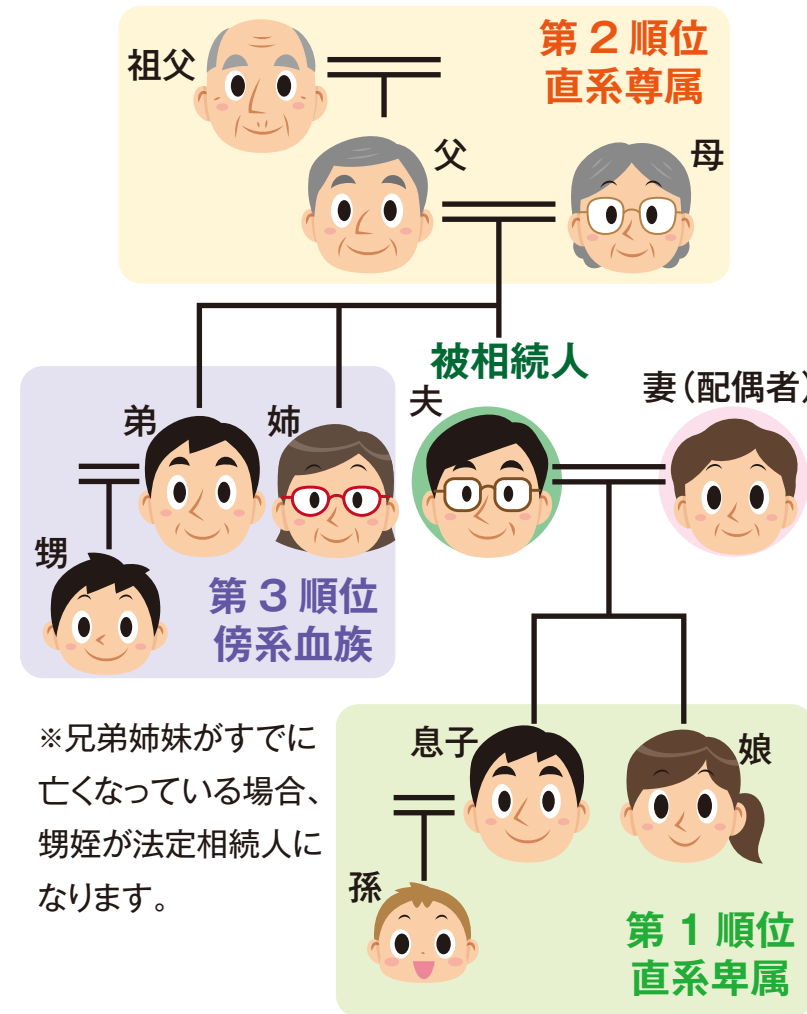 祖父
第2順位
直系尊属
父
母
被相続人
夫
妻（配偶者）
弟
姉
甥
第3順位
傍系血族
※兄弟姉妹がすでに
亡くなっている場合、
甥姪が法定相続人に
なります。
息子
娘
孫
第1順位
直系卑属